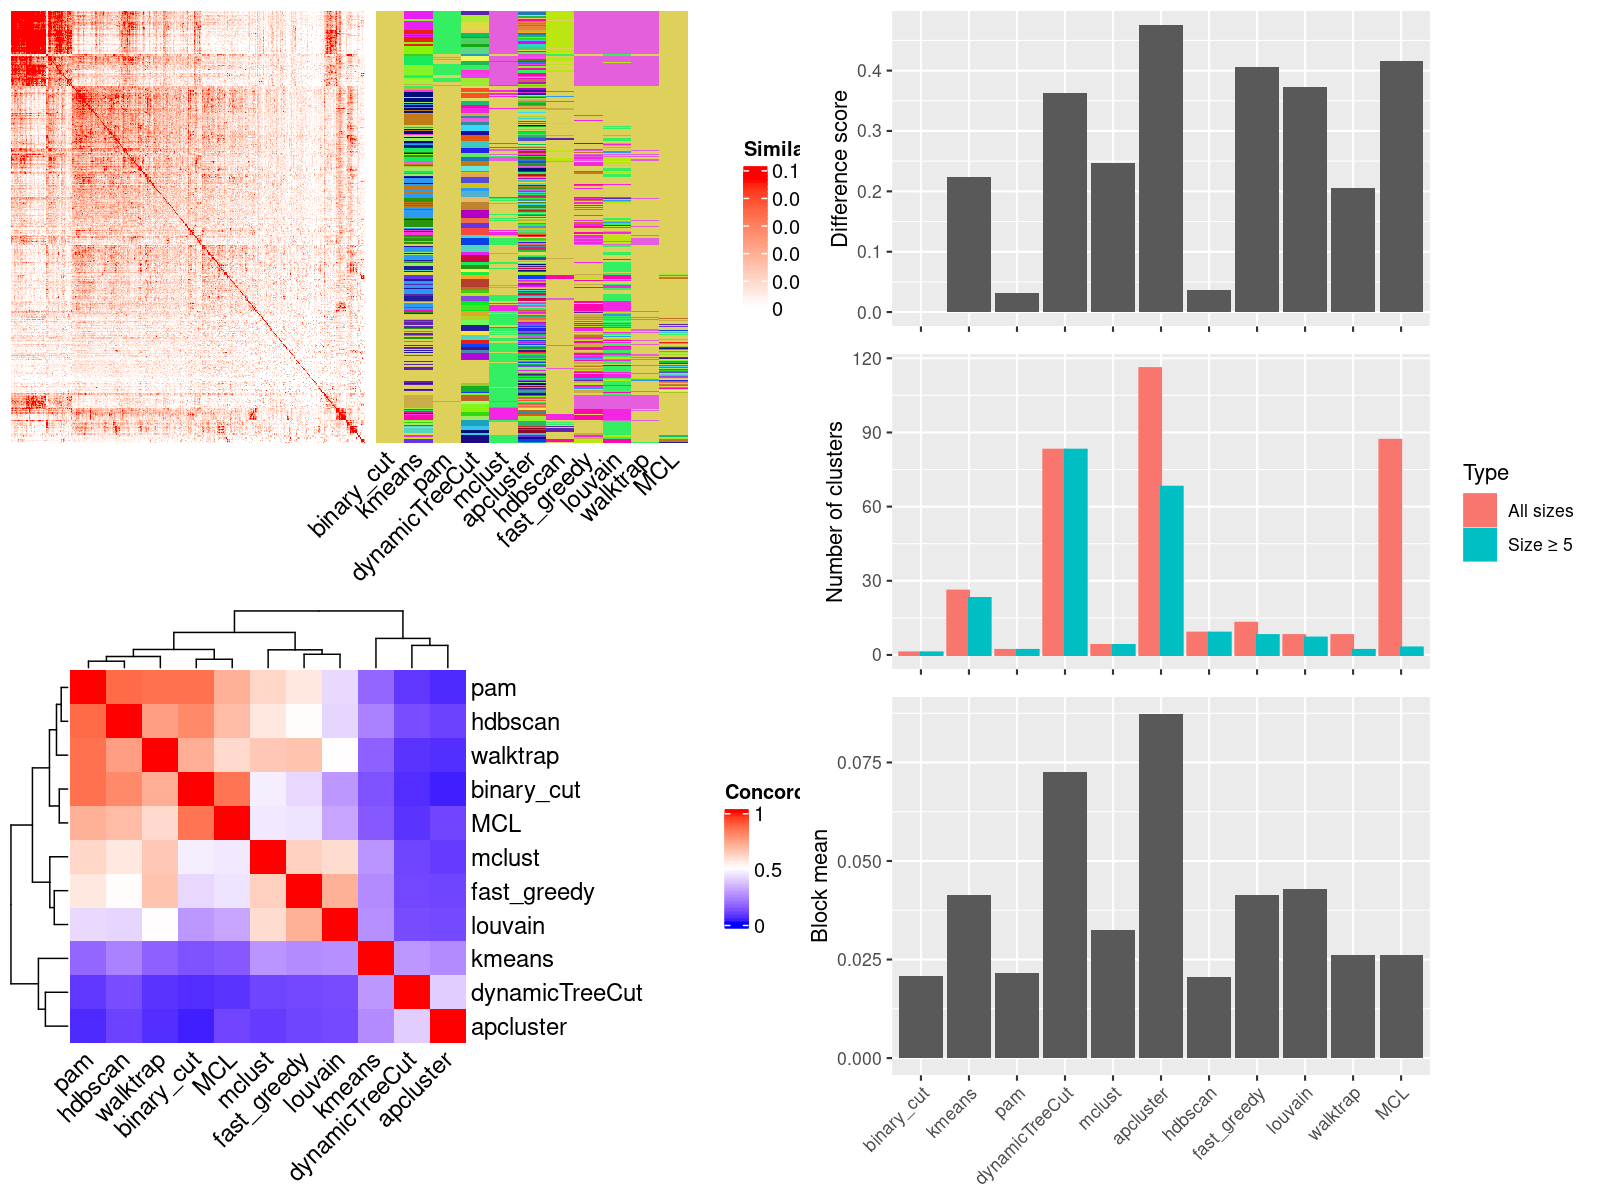 Simila
0.1
0.0
0.0
0.0
0.0
0
binary_cut
kmeans
pam
dynamicTreeCut
mclust
apcluster
hdbscan
fast_greedy
louvain
walktrap
MCL
pam
hdbscan
walktrap
binary_cut
MCL
mclust
fast_greedy
louvain
kmeans
dynamicTreeCut
apcluster
pam
hdbscan
walktrap
binary_cut
MCL
mclust
fast_greedy
louvain
kmeans
dynamicTreeCut
apcluster
Concord
1
0.5
0
Difference score
0.4
0.3
0.2
0.1
0.0
Number of clusters
120
90
60
30
0
Type
All sizes
Size ≥ 5
Block mean
0.075
0.050
0.025
0.000
binary_cut
kmeans
pam
dynamicTreeCut
mclust
apcluster
hdbscan
fast_greedy
louvain
walktrap
MCL